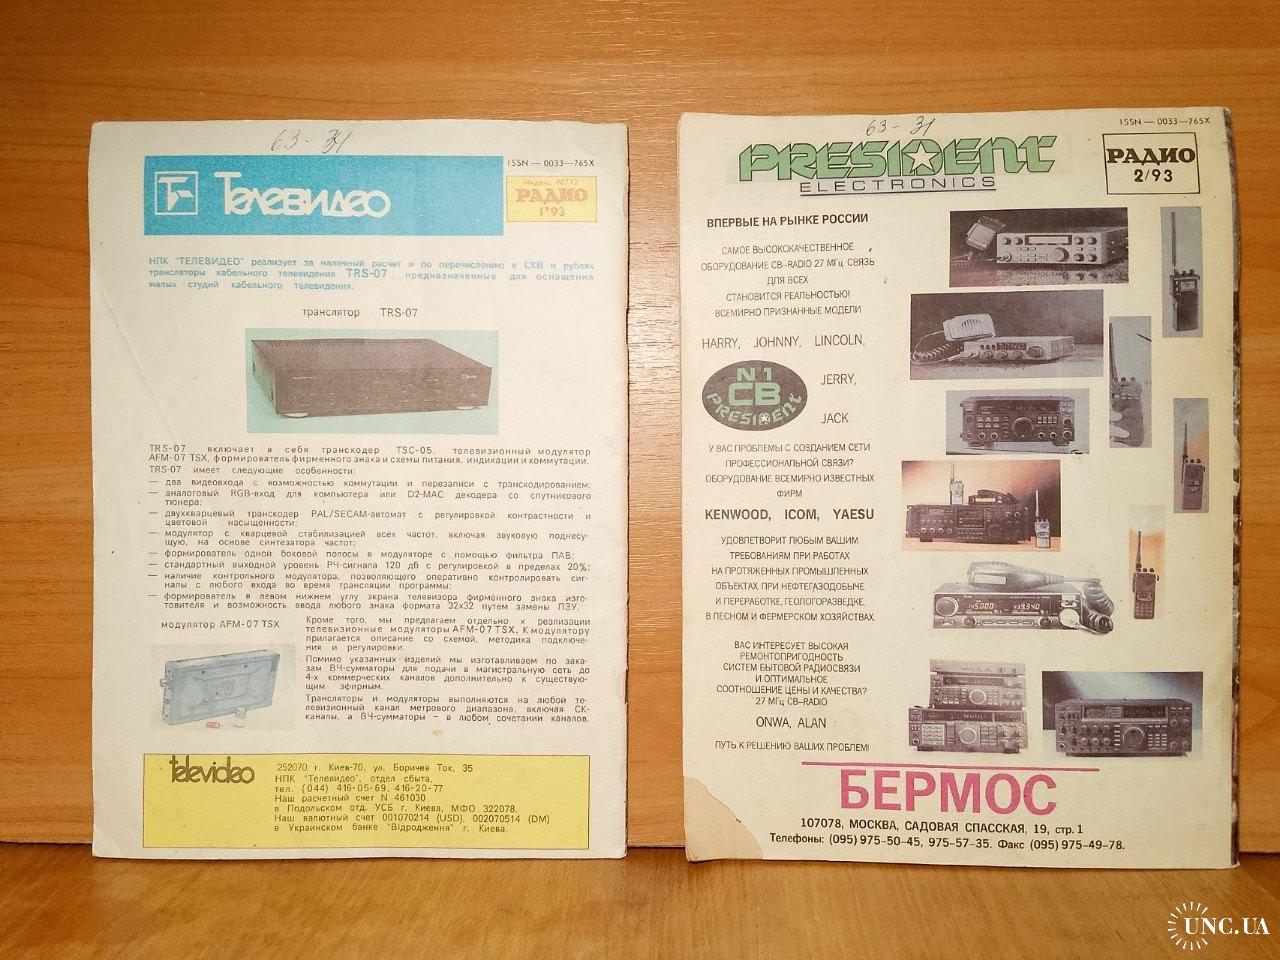 63-31
ISSN — 0033—765X
Телевидео
Индекс 70772
РАДИО
1'93
НПК "ТЕЛЕВИДЕО" реализует за наличный расчет и по перечислению в СКВ и рублях
трансляторы кабельного телевидения TRS-07, предназначенные для оснащения
малых студий кабельного телевидения.
транслятор TRS-07
TRS-07 включает в себя транскодер TSC-05, телевизионный модулятор
AFM-07 TSX, формирователь фирменного знака и схемы питания, индикации и коммутации.
TRS-07 имеет следующие особенности:
— два видеовхода с возможностью коммутации и перезаписи с транскодированием;
— аналоговый RGB-вход для компьютера или D2-MAC декодера со спутникового
тюнера;
— двухкварцевый транскодер PAL/SECAM-автомат с регулировкой контрастности и
цветовой насыщенности;
— модулятор с кварцевой стабилизацией всех частот, включая звуковую поднесу-
щую, на основе синтезатора частот;
— формирователь одной боковой полосы в модуляторе с помощью фильтра ПАВ;
— стандартный выходной уровень РЧ-сигнала 120 дб с регулировкой в пределах 20%;
— наличие контрольного модулятора, позволяющего оперативно контролировать сиг-
налы с любого входа во время трансляции программы;
— формирователь в левом нижнем углу экрана телевизора фирменного знака изго-
товителя и возможность ввода любого знака формата 32x32 путем замены ПЗУ.
модулятор AFM-07 TSX
Кроме того, мы предлагаем отдельно к реализации
телевизионные модуляторы AFM-07 TSX. К модулятору
прилагается описание со схемой, методика подключе-
ния и регулировки.
Помимо указанных изделий мы изготавливаем по зака-
зам ВЧ-сумматоры для подачи в магистральную сеть до
4-х коммерческих каналов дополнительно к существую-
щим эфирным.
Трансляторы и модуляторы выполняются на любой те-
левизионный канал метрового диапазона, включая СК-
каналы, а ВЧ-сумматоры – в любом сочетании каналов.
televideo
252070, г. Киев-70, ул. Боричев Ток, 35
НПК "Телевидео", отдел сбыта,
тел. (044) 416-05-69, 416-20-77
Наш расчетный счет N 461030
в Подольском отд. УСБ г. Киева, МФО 322078.
Наш валютный счет 001070214 (USD), 002070514 (DM)
в Украинском банке "Відродження" г. Киева.
63-31
ISSN — 0033—765X
PRESIDENT
ELECTRONICS
РАДИО
2/93
ВПЕРВЫЕ НА РЫНКЕ РОССИИ
САМОЕ ВЫСОКОКАЧЕСТВЕННОЕ
ОБОРУДОВАНИЕ CB-RADIO 27 МГц. СВЯЗЬ
ДЛЯ ВСЕХ
СТАНОВИТСЯ РЕАЛЬНОСТЬЮ!
ВСЕМИРНО ПРИЗНАННЫЕ МОДЕЛИ
HARRY, JOHNNY, LINCOLN,
JERRY,
JACK
N°1
CB
PRESIDENT
У ВАС ПРОБЛЕМЫ С СОЗДАНИЕМ СЕТИ
ПРОФЕССИОНАЛЬНОЙ СВЯЗИ?
ОБОРУДОВАНИЕ ВСЕМИРНО ИЗВЕСТНЫХ
ФИРМ
KENWOOD, ICOM, YAESU
УДОВЛЕТВОРИТ ЛЮБЫМ ВАШИМ
ТРЕБОВАНИЯМ ПРИ РАБОТАХ
НА ПРОТЯЖЕННЫХ ПРОМЫШЛЕННЫХ
ОБЪЕКТАХ, ПРИ НЕФТЕГАЗОДОБЫЧЕ
И ПЕРЕРАБОТКЕ, ГЕОЛОГОРАЗВЕДКЕ,
В ЛЕСНОМ и ФЕРМЕРСКОМ ХОЗЯЙСТВАХ.
ВАС ИНТЕРЕСУЕТ ВЫСОКАЯ
РЕМОНТОПРИГОДНОСТЬ
СИСТЕМ БЫТОВОЙ РАДИОСВЯЗИ
И ОПТИМАЛЬНОЕ
СООТНОШЕНИЕ ЦЕНЫ И КАЧЕСТВА?
27 МГц CB-RADIO
ONWA, ALAN
ПУТЬ К РЕШЕНИЮ ВАШИХ ПРОБЛЕМ!
БЕРМОС
107078, МОСКВА, САДОВАЯ СПАССКАЯ, 19, стр. 1
Телефоны: (095) 975-50-45, 975-57-35. Факс (095) 975-49-78.
UNC.UA